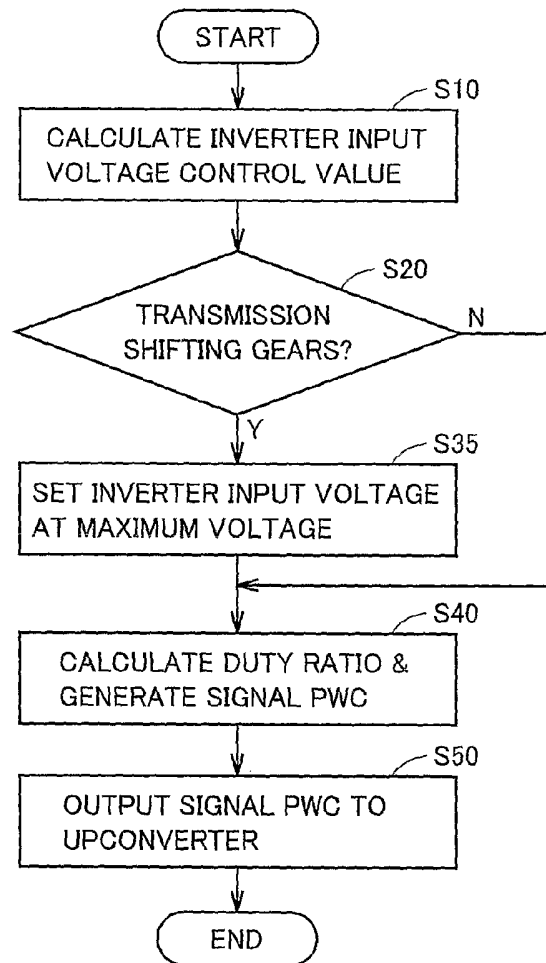 START
S10
CALCULATE INVERTER INPUT
VOLTAGE CONTROL VALUE
S20
TRANSMISSION
SHIFTING GEARS?
N
Y
S35
SET INVERTER INPUT VOLTAGE
AT MAXIMUM VOLTAGE
S40
CALCULATE DUTY RATIO &
GENERATE SIGNAL PWC
S50
OUTPUT SIGNAL PWC TO
UPCONVERTER
END